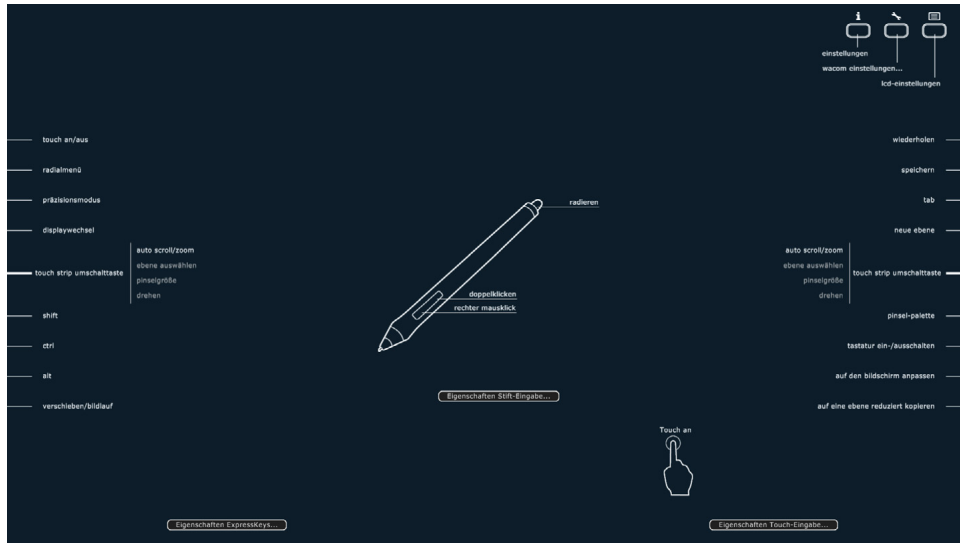 einstellungen
wacom einstellungen...
lcd-einstellungen
touch an/aus
radialmenü
präzisionsmodus
displaywechsel
touch strip umschalttaste
auto scroll/zoom
ebene auswählen
pinselgröße
drehen
shift
ctrl
alt
verschieben/bildlauf
radieren
doppelklicken
rechter mausklick
Eigenschaften Stift-Eingabe...
wiederholen
speichern
tab
neue ebene
auto scroll/zoom
ebene auswählen
pinselgröße
drehen
touch strip umschalttaste
pinsel-palette
tastatur ein-/ausschalten
auf den bildschirm anpassen
auf eine ebene reduziert kopieren
Touch an
Eigenschaften ExpressKeys...
Eigenschaften Touch-Eingabe...